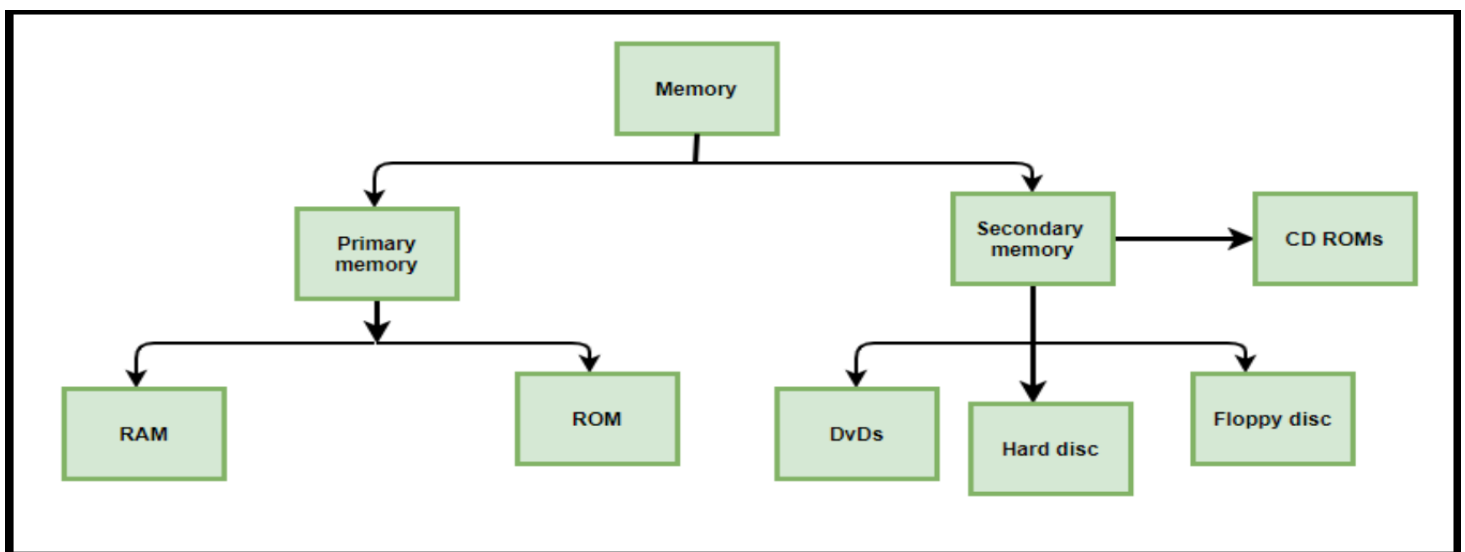 Memory
Primary
memory
Secondary
memory
CD ROMs
RAM
ROM
DvDs
Hard disc
Floppy disc